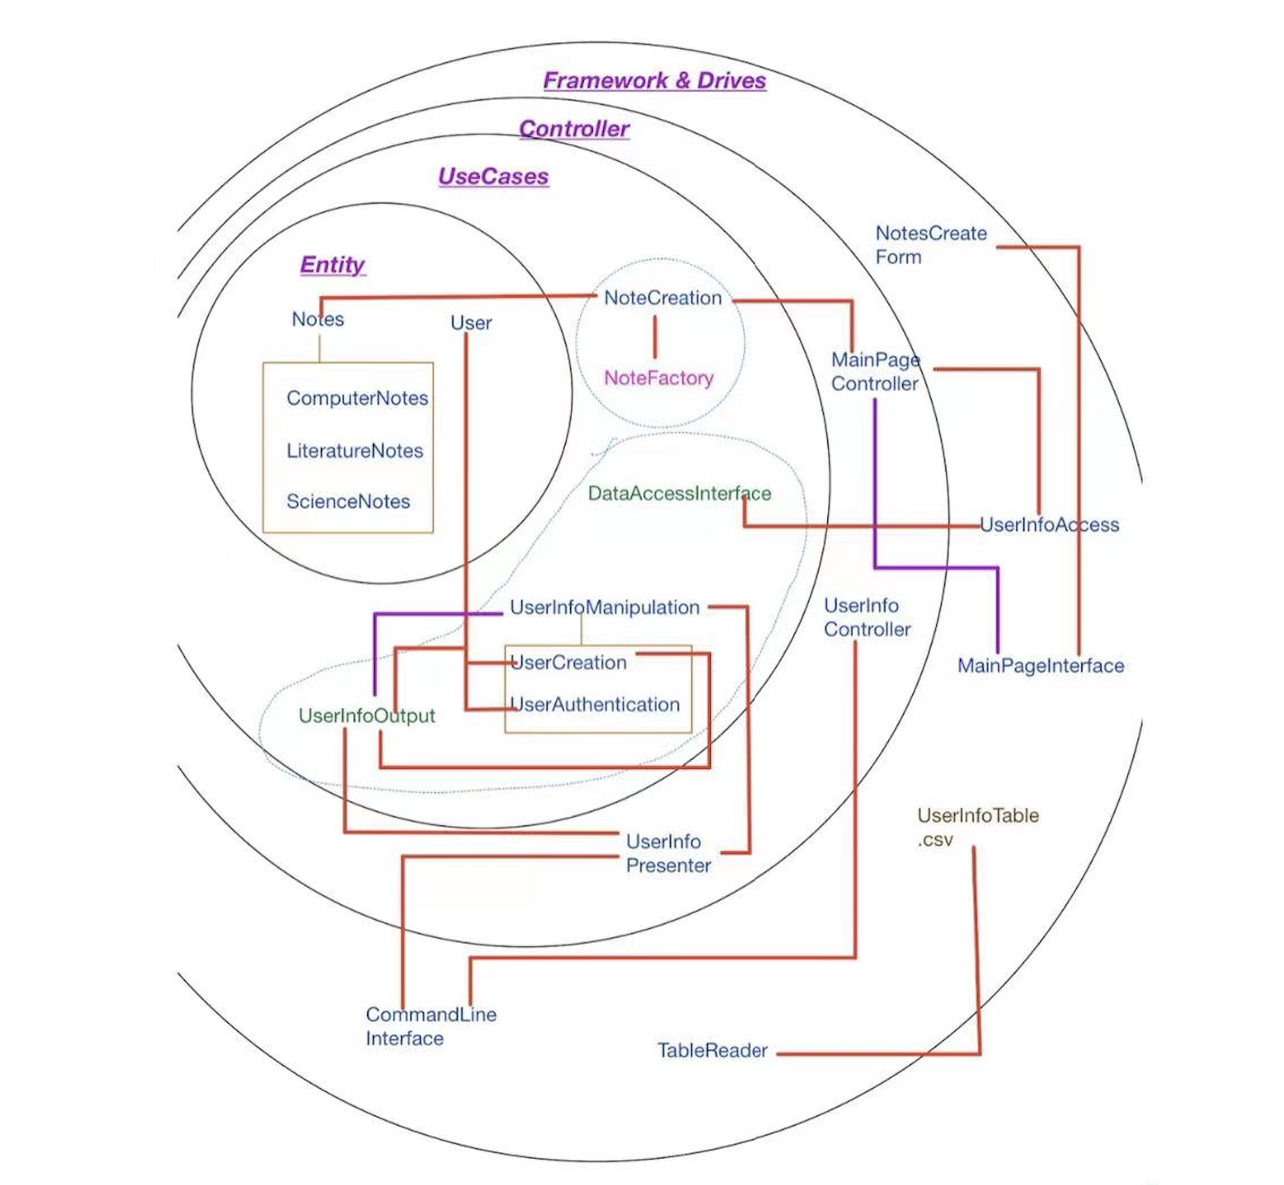 Framework & Drives
Controller
UseCases
Entity
NotesCreate
Form
NoteCreation
Notes
User
MainPage
Controller
NoteFactory
ComputerNotes
LiteratureNotes
ScienceNotes
DataAccessInterface
UserInfoAccess
UserInfoManipulation
UserInfo
Controller
UserCreation
MainPageInterface
UserAuthentication
UserInfoOutput
UserInfoTable
.csv
UserInfo
Presenter
CommandLine
Interface
TableReader